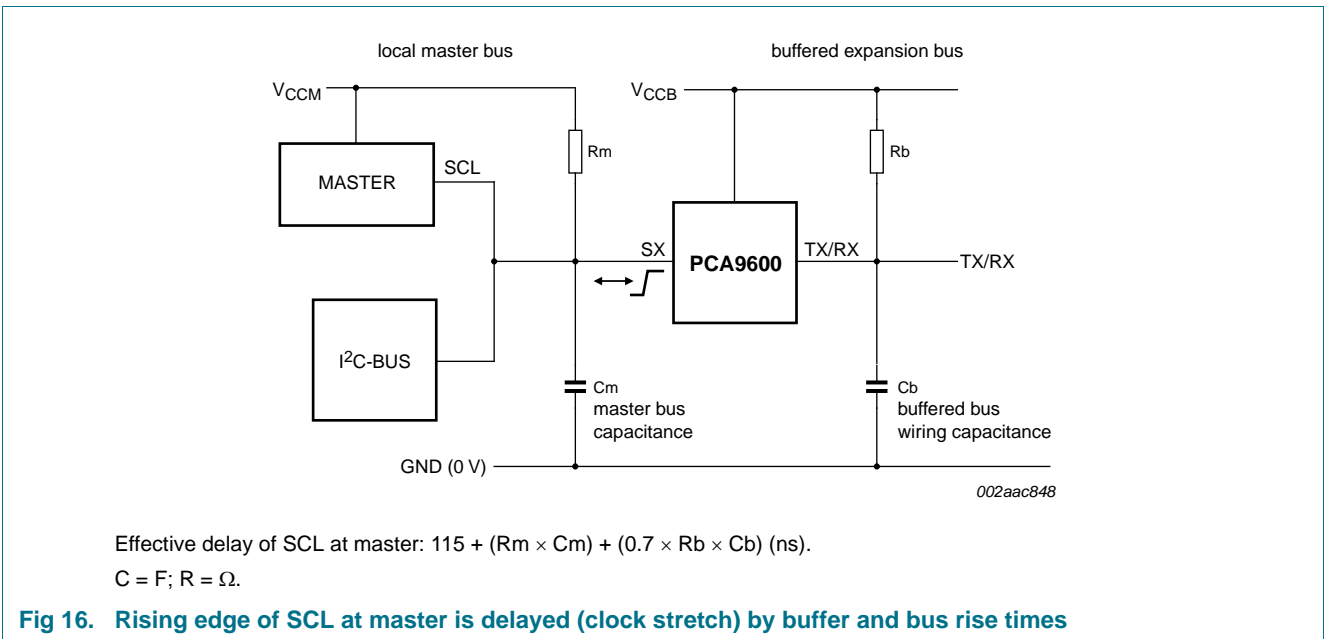 local master bus
buffered expansion bus
VCCM
VCCB
Rm
Rb
MASTER
SCL
SX
PCA9600
TX/RX
TX/RX
I2C-BUS
Cm
master bus
capacitance
Cb
buffered bus
wiring capacitance
GND (0 V)
002aac848
Effective delay of SCL at master: 115 + (Rm × Cm) + (0.7 × Rb × Cb) (ns).
C = F; R = Ω.
Fig 16. Rising edge of SCL at master is delayed (clock stretch) by buffer and bus rise times